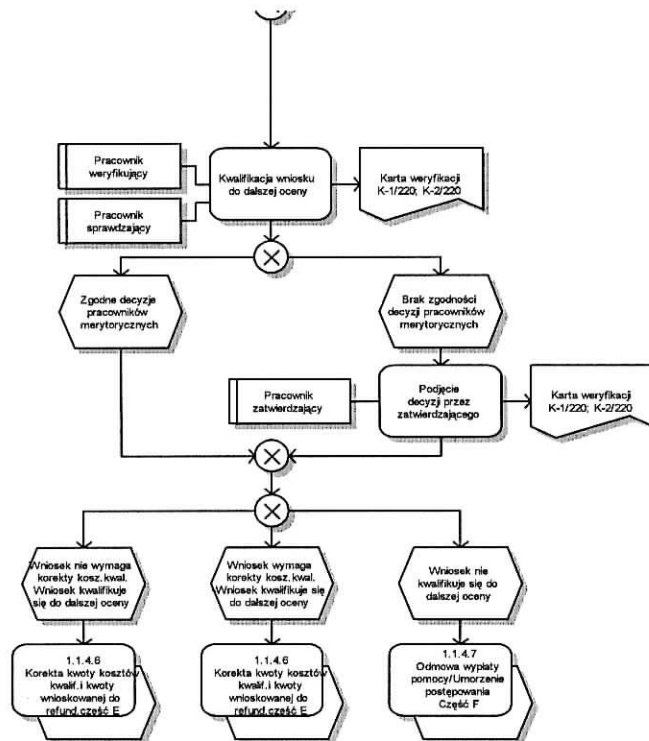 Pracownik
weryfikujący
Kwalifikacja wniosku
do dalszej oceny
Karta weryfikacji
K-1/220; K-2/220
Pracownik
sprawdzający
Zgodne decyzje
pracowników
merytorycznych
Brak zgodności
decyzji pracowników
merytorycznych
Pracownik
zatwierdzający
Podjęcie
decyzji przez
zatwierdzającego
Karta weryfikacji
K-1/220; K-2/220
Wniosek nie wymaga
korekty kosz.kwal.
Wniosek kwalifikuje
się do dalszej oceny
Wniosek wymaga
korekty kosz.kwal.
Wniosek kwalifikuje się
do dalszej oceny
Wniosek nie
kwalifikuje się do
dalszej oceny
1.1.4.6
Korekta kwoty kosztów
kwalif.i kwoty
wnioskowanej do
refund.cześć E
1.1.4.6
Korekta kwoty kosztów
kwalif.i kwoty
wnioskowanej do
refund.cześć E
1.1.4.7
Odmowa wypłaty
pomocy/Umorzenie
postępowania
Część F